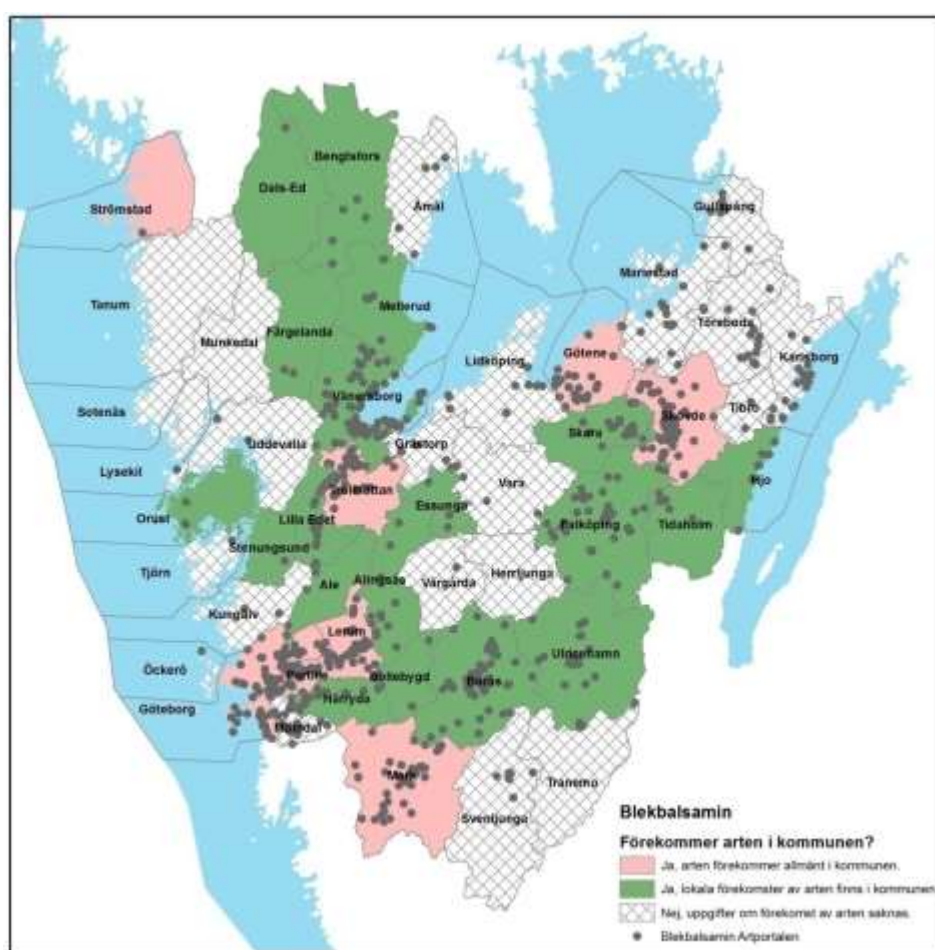 Bengtsfors
Dals-Ed
Åmål
Strömstad
Gullspång
Mariestad
Tanum
Mellerud
Töreboda
Munkedal
Färgelanda
Götene
Lidköping
Karlsborg
Vänersborg
Sotenäs
Tibro
Skövde
Skara
Uddevalla
Grästorp
Lysekil
Vara
Hjo
Trollhättan
Essunga
Orust
Lilla Edet
Falköping
Tidaholm
Stenungsund
Tjörn
Ale
Alingsås
Vårgårda
Herrljunga
Kungälv
Lerum
Öckerö
Partille
Bollebygd
Borås
Ulricehamn
Härryda
Göteborg
Mölndal
Mark
Tranemo
Svenljunga
Blekbalsamin
Förekommer arten i kommunen?
Ja, arten förekommer allmänt i kommunen.
Ja, lokala förekomster av arten finns i kommunen
Nej, uppgifter om förekomst av arten saknas.
Blekbalsamin Artportalen